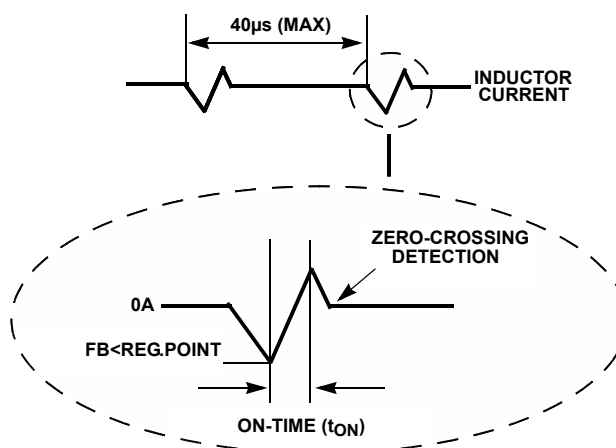 40µs (MAX)
INDUCTOR
CURRENT
ZERO-CROSSING
DETECTION
0A
FB<REG.POINT
ON-TIME (tON)